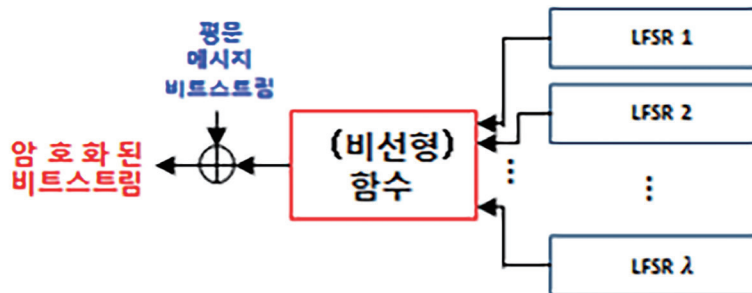 평문
메시지
비트스트림
암호화된
비트스트림
(비선형)
함수
⋮
LFSR 1
LFSR 2
⋮
LFSR λ